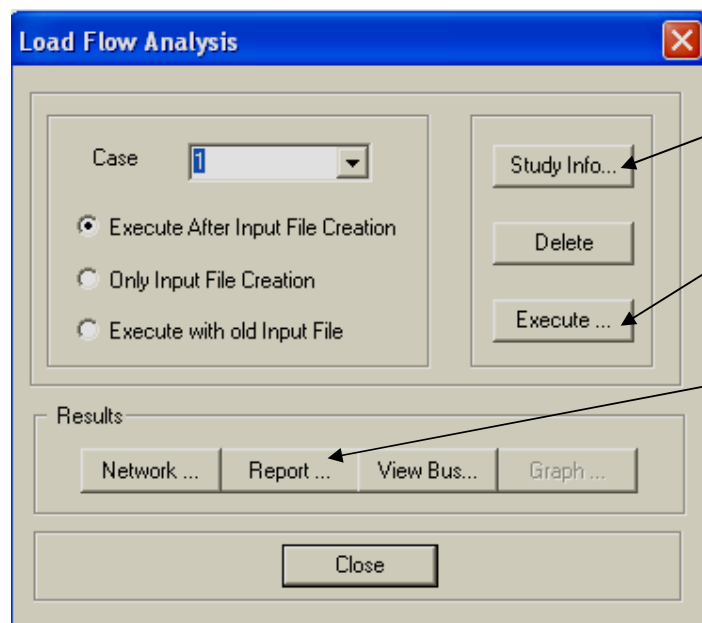 Load Flow Analysis
Case 1
Execute After Input File Creation
Only Input File Creation
Execute with old Input File
Study Info...
Delete
Execute ...
Results
Network ...
Report ...
View Bus...
Graph ...
Close